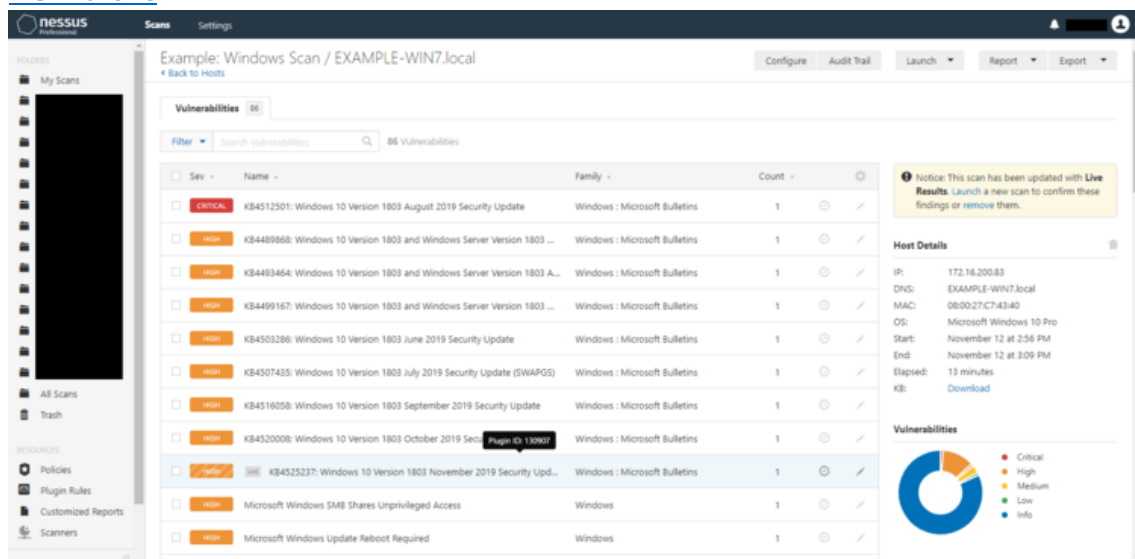 nessus
Professional
Scans
Settings
FOLDERS
My Scans
All Scans
Trash
RESOURCES
Policies
Plugin Rules
Customized Reports
Scanners
Example: Windows Scan / EXAMPLE-WIN7.local
Back to Hosts
Configure
Audit Trail
Launch
Report
Export
Vulnerabilities 86
Filter
Search Vulnerabilities
86 Vulnerabilities
Sev Name Family Count
CRITICAL KB4512501: Windows 10 Version 1803 August 2019 Security Update Windows : Microsoft Bulletins 1
HIGH KB4489868: Windows 10 Version 1803 and Windows Server Version 1803 ... Windows : Microsoft Bulletins 1
HIGH KB4493464: Windows 10 Version 1803 and Windows Server Version 1803 A... Windows : Microsoft Bulletins 1
HIGH KB4499167: Windows 10 Version 1803 and Windows Server Version 1803 ... Windows : Microsoft Bulletins 1
HIGH KB4503286: Windows 10 Version 1803 June 2019 Security Update Windows : Microsoft Bulletins 1
HIGH KB4507435: Windows 10 Version 1803 July 2019 Security Update (SWAPGS) Windows : Microsoft Bulletins 1
HIGH KB4516058: Windows 10 Version 1803 September 2019 Security Update Windows : Microsoft Bulletins 1
HIGH KB4520008: Windows 10 Version 1803 October 2019 Secu Windows : Microsoft Bulletins 1
Plugin ID: 130907
HIGH LIVE KB4525237: Windows 10 Version 1803 November 2019 Security Upd... Windows : Microsoft Bulletins 1
HIGH Microsoft Windows SMB Shares Unprivileged Access Windows 1
HIGH Microsoft Windows Update Reboot Required Windows 1
Notice: This scan has been updated with Live
Results. Launch a new scan to confirm these
findings or remove them.
Host Details
IP: 172.16.200.83
DNS: EXAMPLE-WIN7.local
MAC: 08:00:27:C7:43:40
OS: Microsoft Windows 10 Pro
Start: November 12 at 2:56 PM
End: November 12 at 3:09 PM
Elapsed: 13 minutes
KB: Download
Vulnerabilities
Critical
High
Medium
Low
Info